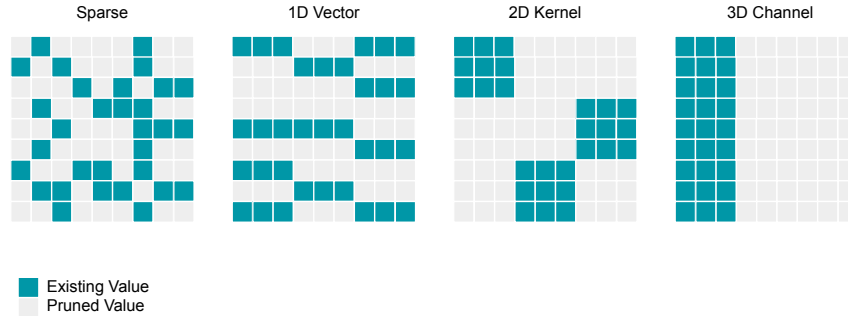 Sparse
1D Vector
2D Kernel
3D Channel
Existing Value
Pruned Value